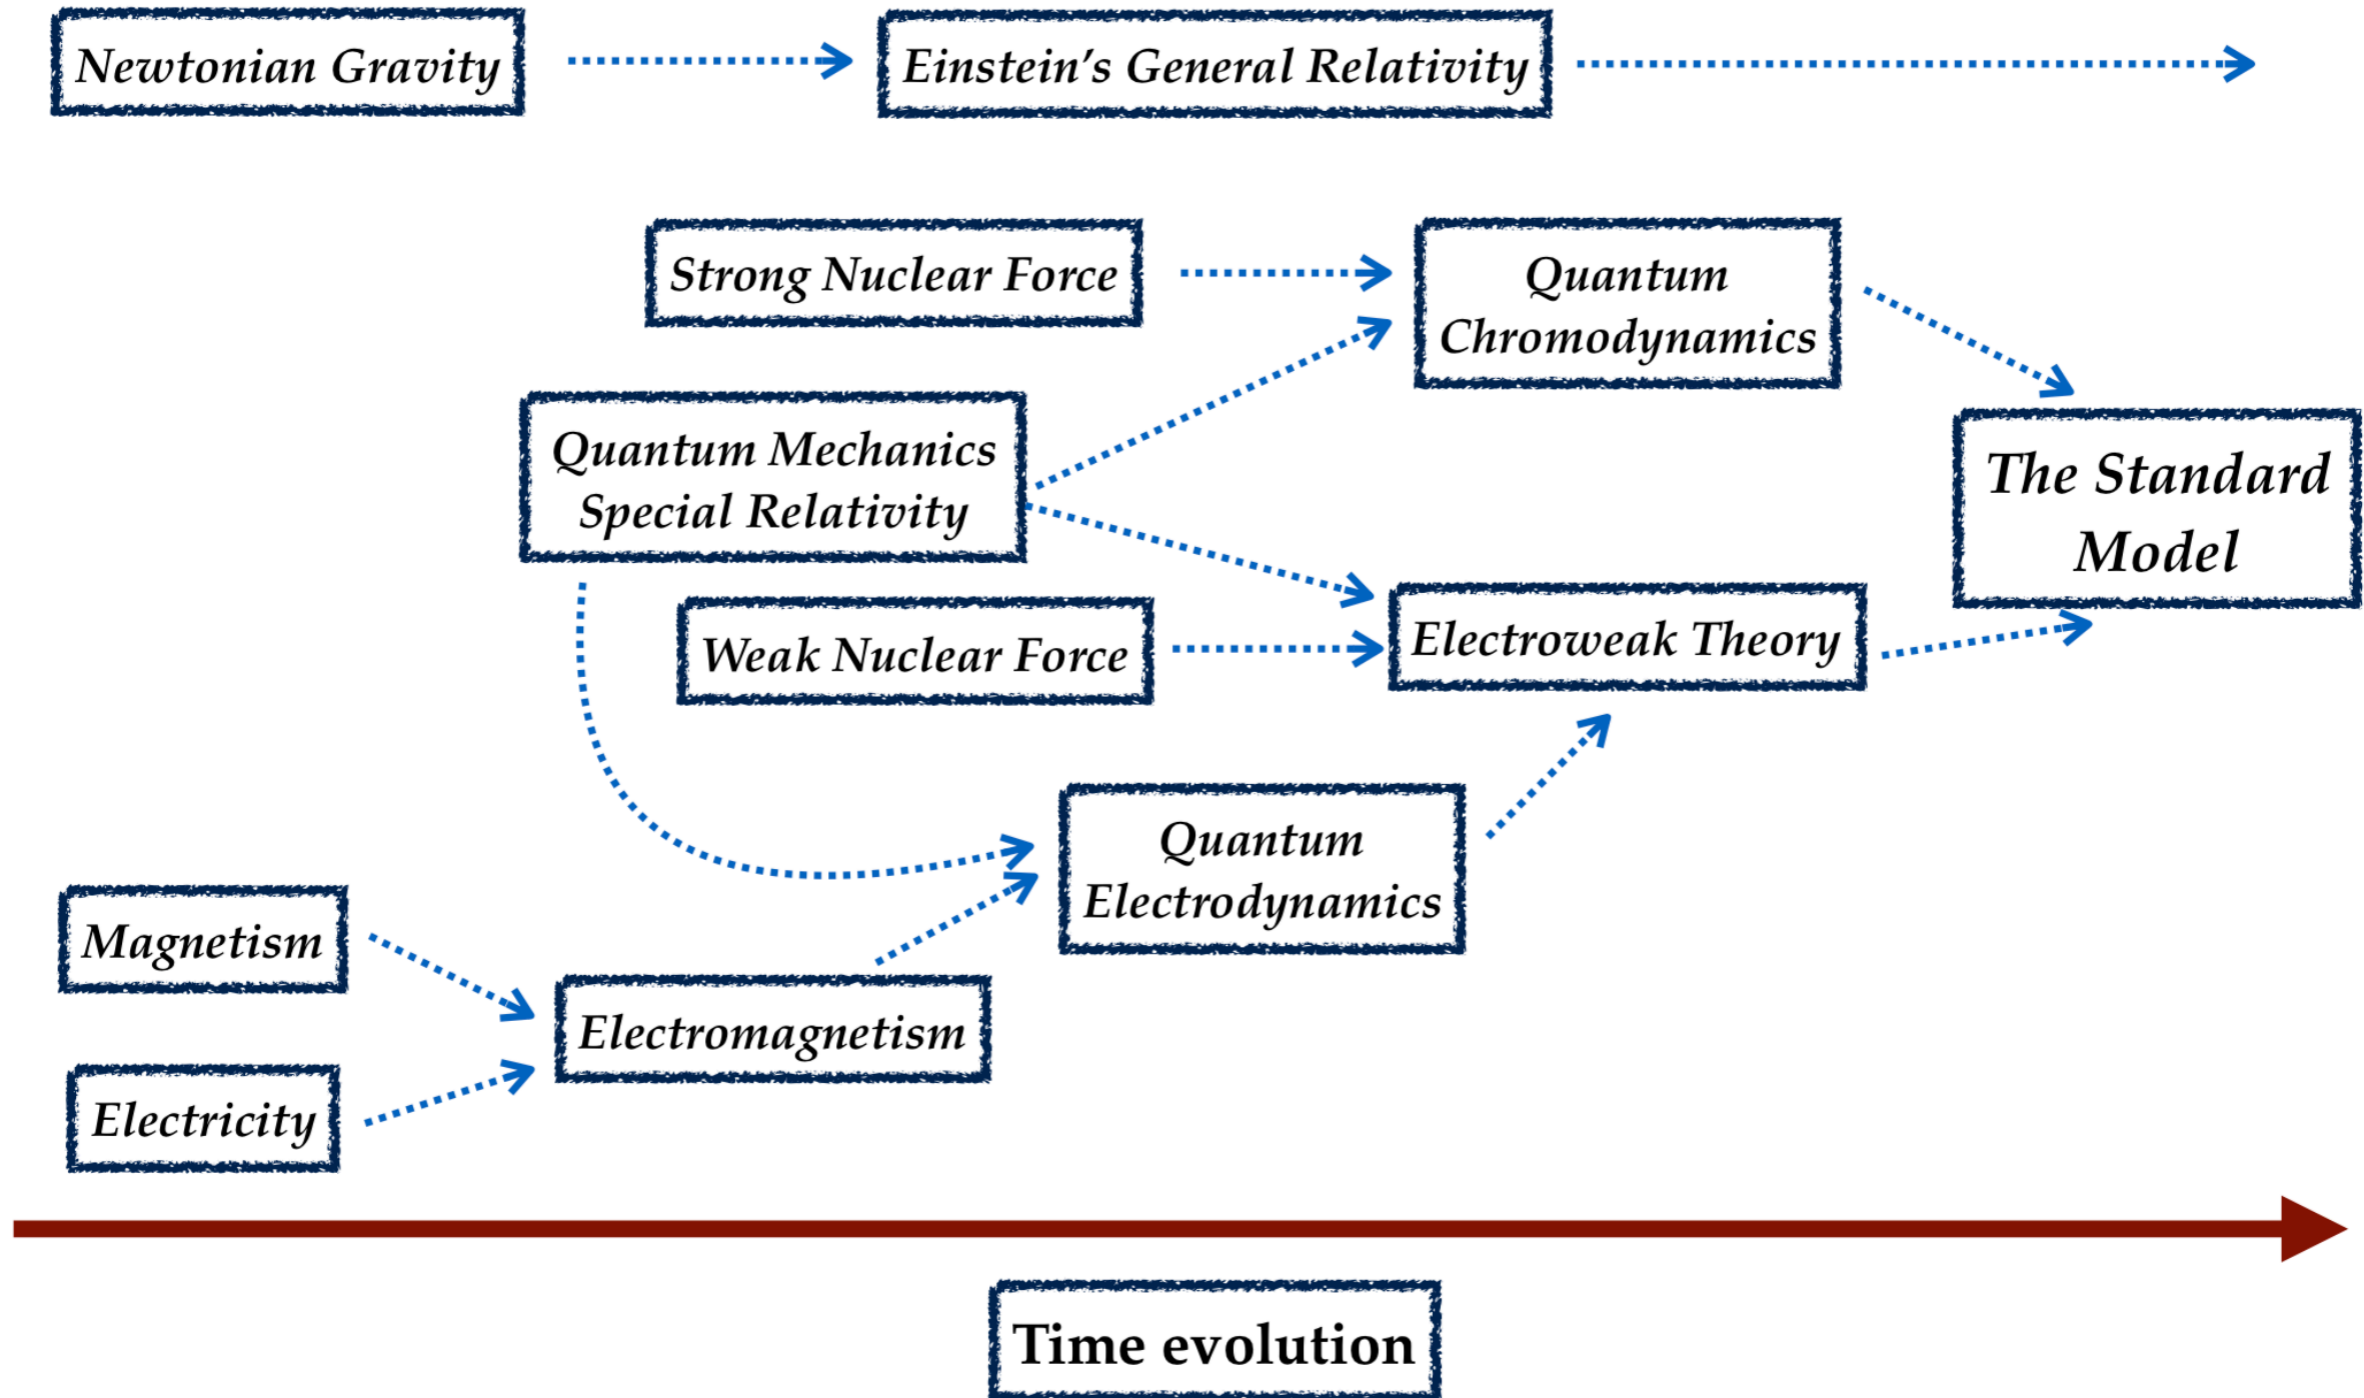 Newtonian Gravity
Einstein’s General Relativity
Strong Nuclear Force
Quantum
Chromodynamics
Quantum Mechanics
Special Relativity
The Standard
Model
Weak Nuclear Force
Electroweak Theory
Quantum
Electrodynamics
Magnetism
Electromagnetism
Electricity
Time evolution